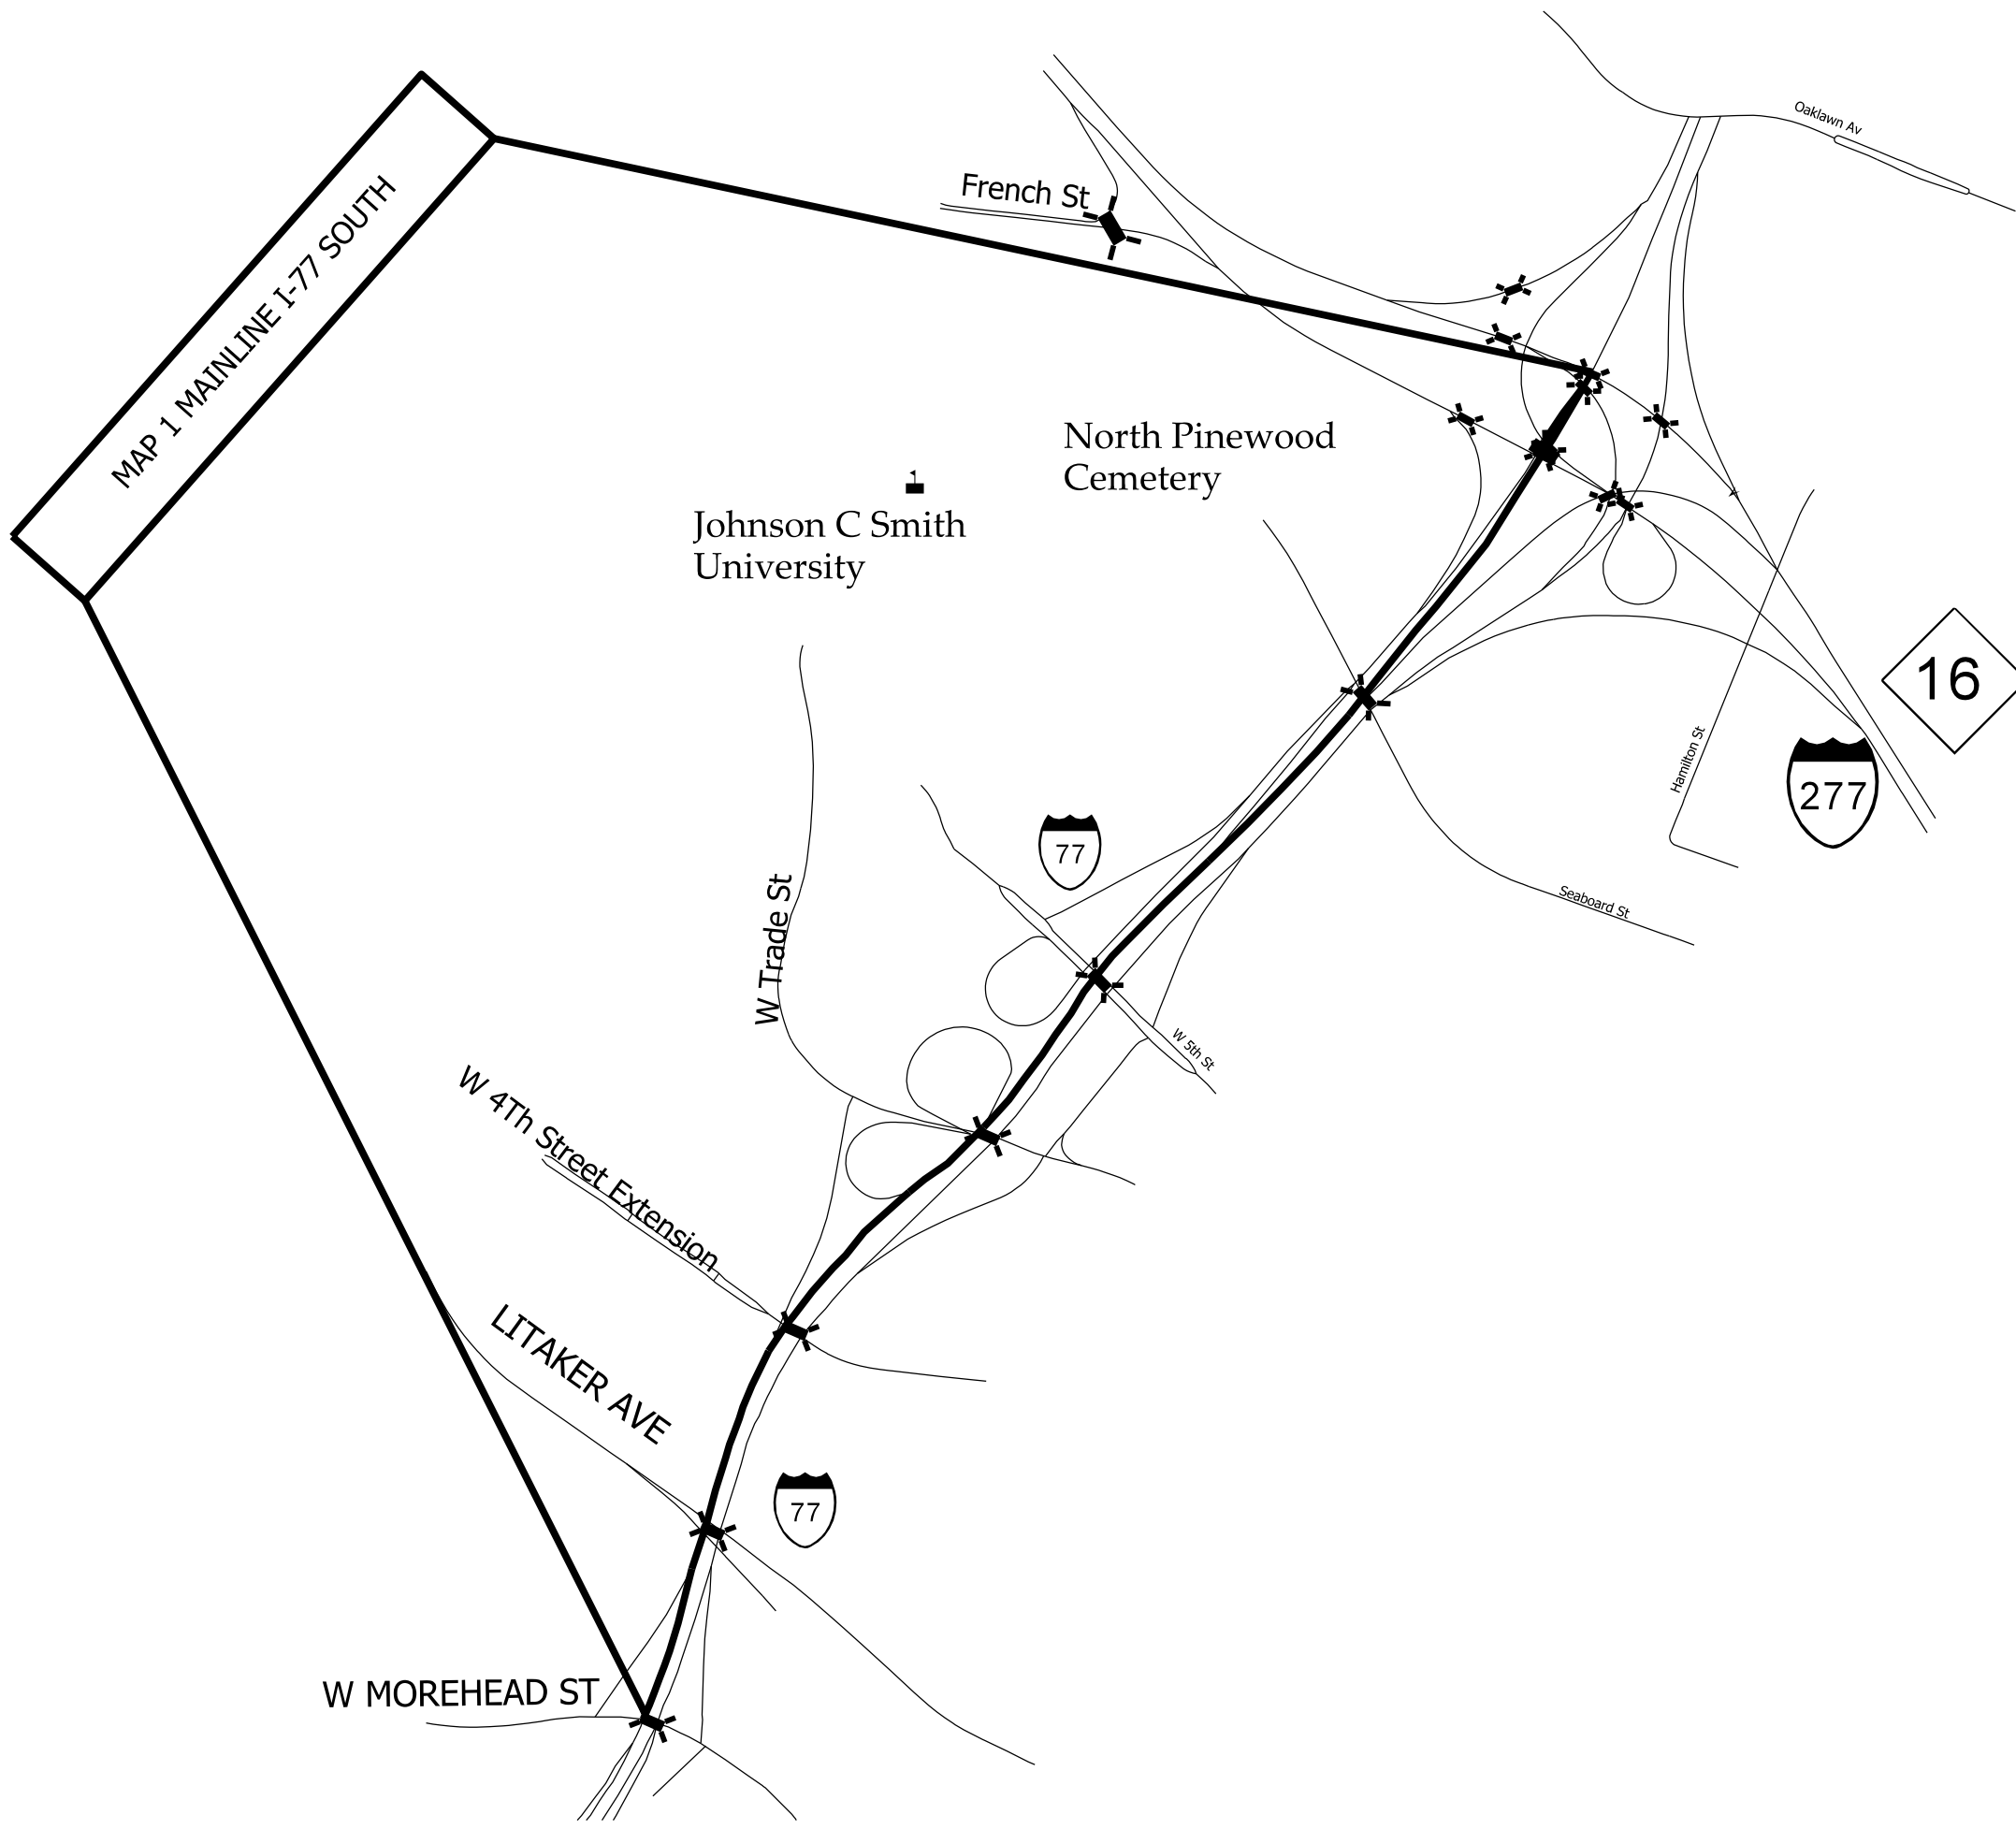 Oaklawn Av
French St
MAP 1 MAINLINE I-77 SOUTH
North Pinewood
Cemetery
Johnson C Smith
University
16
277
Hamilton St
77
Seaboard St
W Trade St
W 5th St
W 4Th Street Extension
LITAKER AVE
77
W MOREHEAD ST